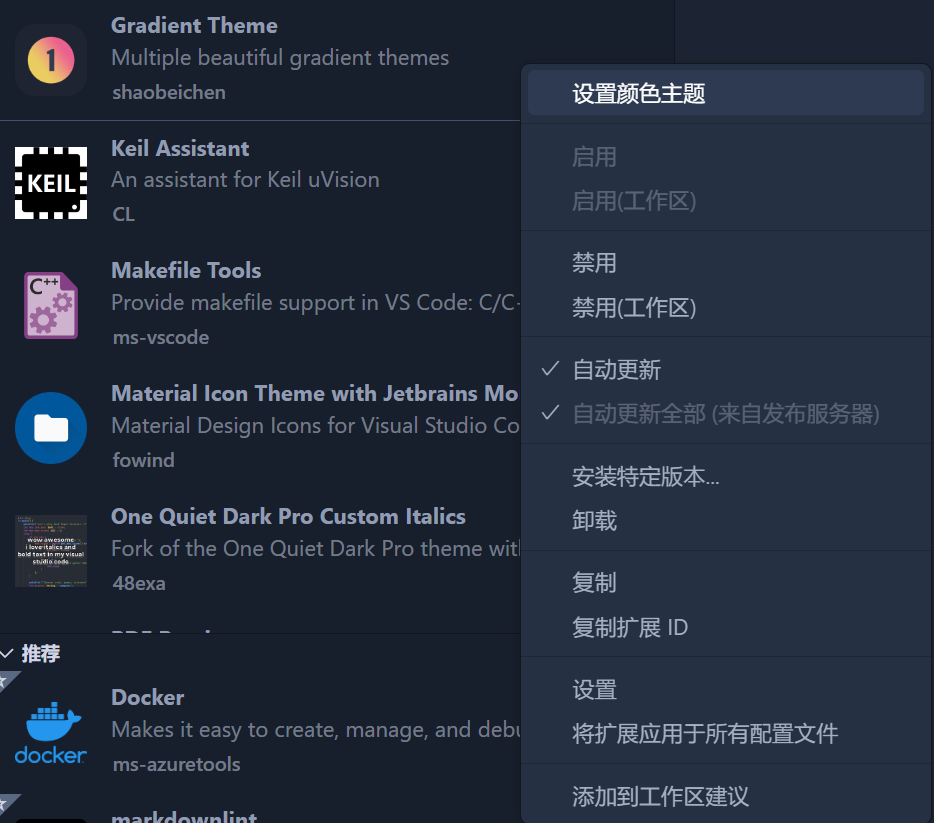 Gradient Theme
Multiple beautiful gradient themes
shaobeichen
1
Keil Assistant
An assistant for Keil uVision
CL
KEIL
Makefile Tools
Provide makefile support in VS Code: C/C-
ms-vscode
C++
Material Icon Theme with Jetbrains Mo
Material Design Icons for Visual Studio Co
fowind
One Quiet Dark Pro Custom Italics
Fork of the One Quiet Dark Pro theme wit
48exa
wow awesome
i love italics and
bold text in my visual
studio code
推荐
Docker
Makes it easy to create, manage, and debu
ms-azuretools
docker
markdownlint
设置颜色主题
启用
启用(工作区)
禁用
禁用(工作区)
自动更新
自动更新全部 (来自发布服务器)
安装特定版本...
卸载
复制
复制扩展 ID
设置
将扩展应用于所有配置文件
添加到工作区建议